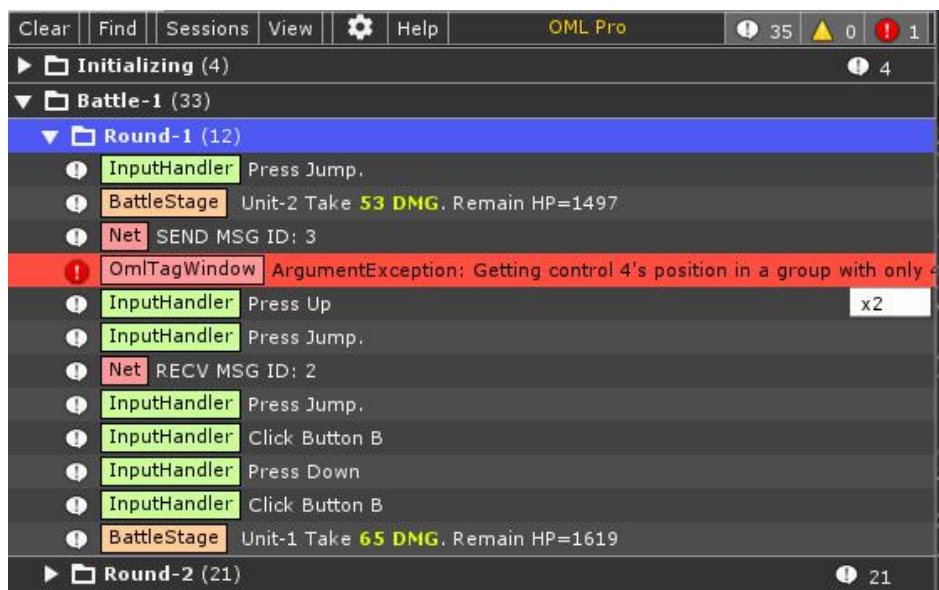 Clear Find Sessions View Help OML Pro 35 0 1
Initializing (4) 4
Battle-1 (33)
Round-1 (12)
InputHandler Press Jump.
BattleStage Unit-2 Take 53 DMG. Remain HP=1497
Net SEND MSG ID: 3
OmlTagWindow ArgumentException: Getting control 4's position in a group with only 4
InputHandler Press Up x2
InputHandler Press Jump.
Net RECV MSG ID: 2
InputHandler Press Jump.
InputHandler Click Button B
InputHandler Press Down
InputHandler Click Button B
BattleStage Unit-1 Take 65 DMG. Remain HP=1619
Round-2 (21) 21